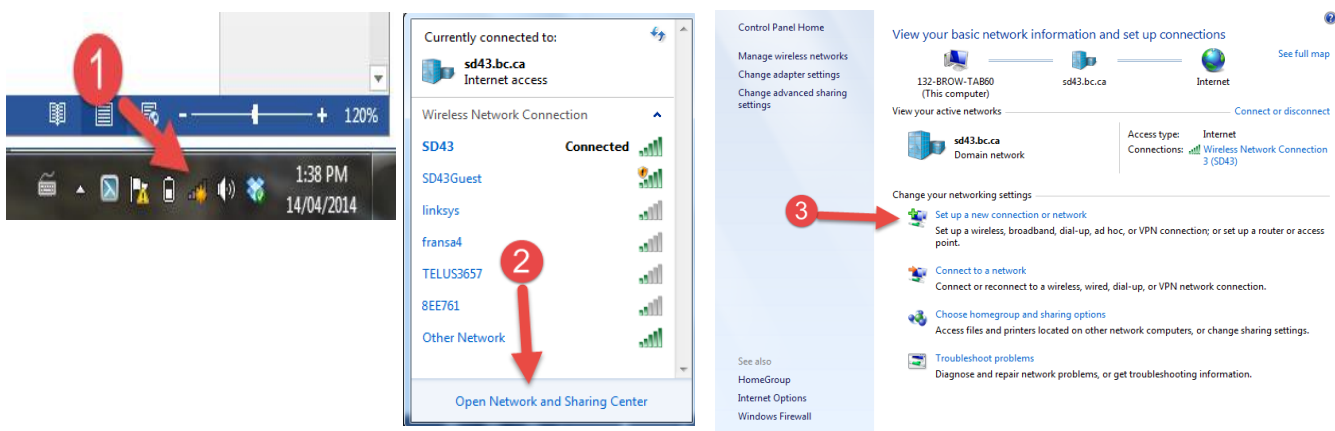 1
120%
1:38 PM
14/04/2014
Currently connected to:
sd43.bc.ca
Internet access
Wireless Network Connection
SD43 Connected
SD43Guest
linksys
fransa4
2
TELUS3657
8EE761
Other Network
Open Network and Sharing Center
Control Panel Home
Manage wireless networks
Change adapter settings
Change advanced sharing
settings
See also
HomeGroup
Internet Options
Windows Firewall
View your basic network information and set up connections
See full map
132-BROW-TAB60 sd43.bc.ca Internet
(This computer)
View your active networks Connect or disconnect
sd43.bc.ca Access type: Internet
Domain network Connections: Wireless Network Connection
3 (SD43)
Change your networking settings
3
Set up a new connection or network
Set up a wireless, broadband, dial-up, ad hoc, or VPN connection; or set up a router or access
point.
Connect to a network
Connect or reconnect to a wireless, wired, dial-up, or VPN network connection.
Choose homegroup and sharing options
Access files and printers located on other network computers, or change sharing settings.
Troubleshoot problems
Diagnose and repair network problems, or get troubleshooting information.